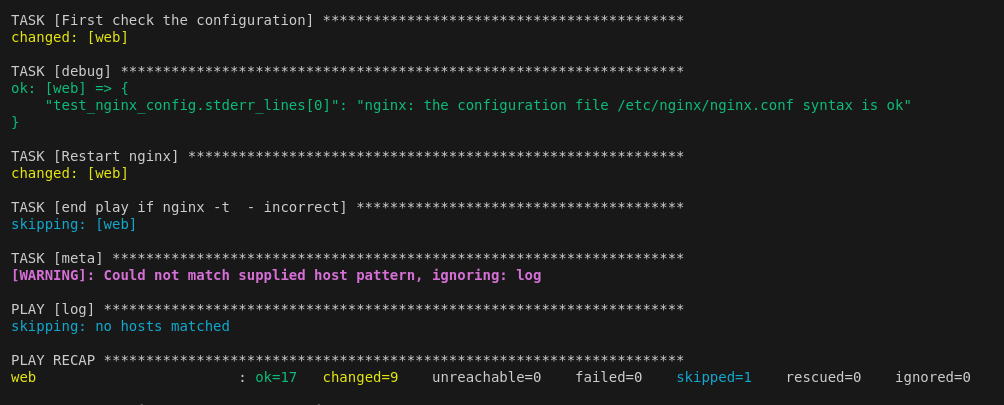 TASK [First check the configuration] *******************************************
changed: [web]
TASK [debug] *******************************************************************
ok: [web] => {
    "test_nginx_config.stderr_lines[0]": "nginx: the configuration file /etc/nginx/nginx.conf syntax is ok"
}
TASK [Restart nginx] ***********************************************************
changed: [web]
TASK [end play if nginx -t  - incorrect] ***************************************
skipping: [web]
TASK [meta] ********************************************************************
[WARNING]: Could not match supplied host pattern, ignoring: log
PLAY [log] *********************************************************************
skipping: no hosts matched
PLAY RECAP *********************************************************************
web                        : ok=17   changed=9    unreachable=0    failed=0    skipped=1    rescued=0    ignored=0